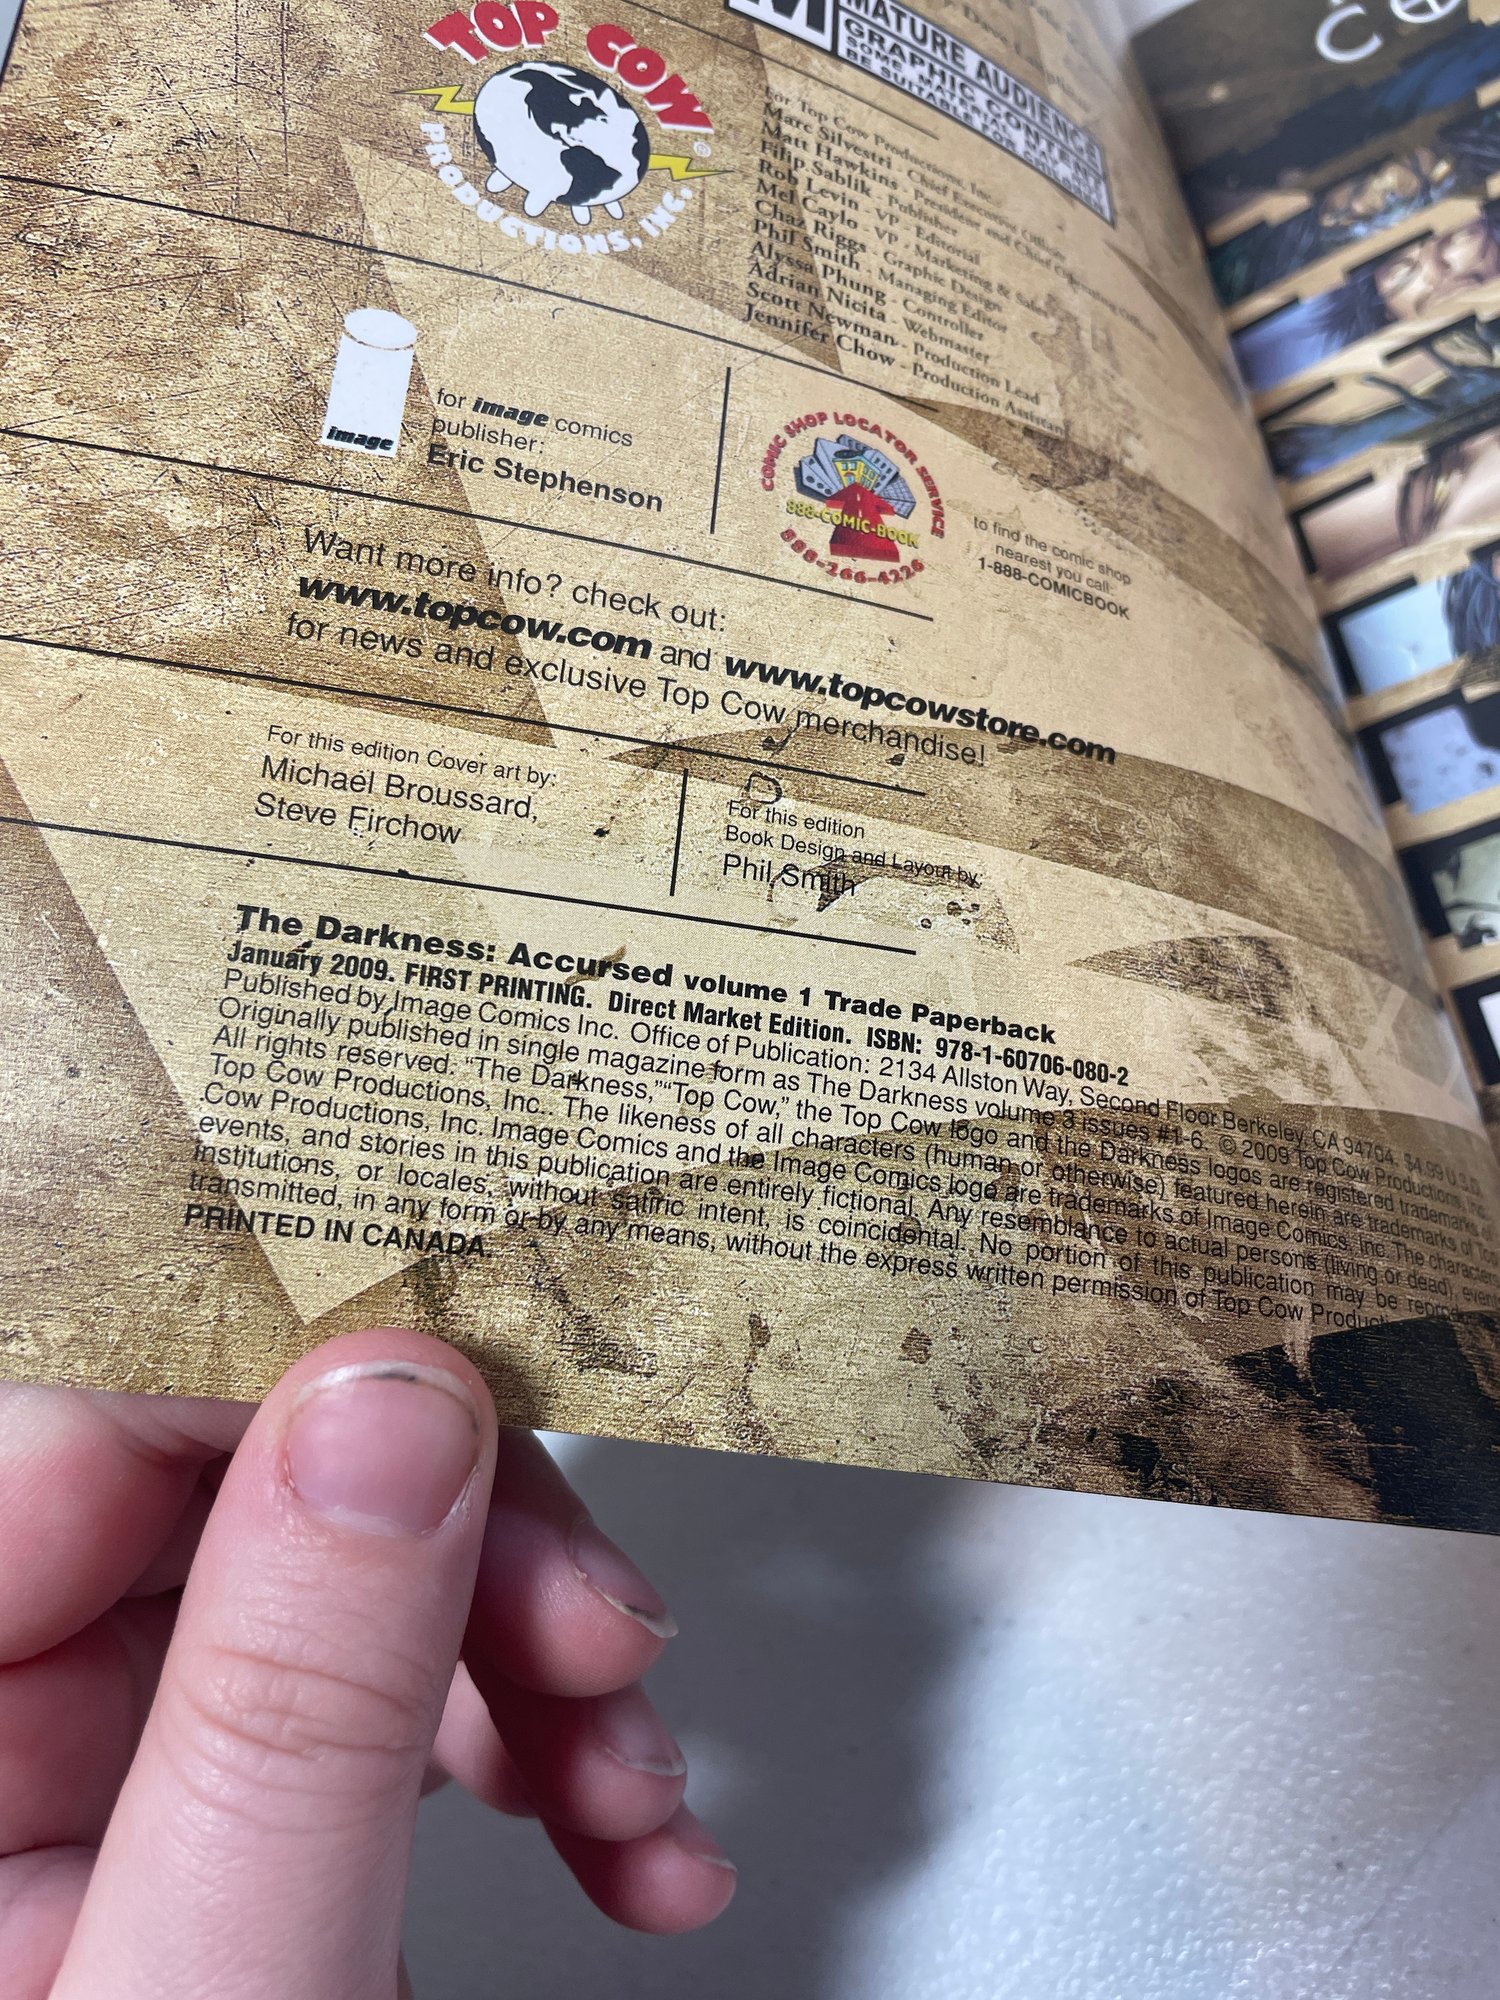 TOP COW
PRODUCTIONS, INC.
®
M
MATURE AUDIENCE
GRAPHIC CONTENT
SOME MATERIAL MAY NOT
BE SUITABLE FOR CHILDREN
For Top Cow Productions, Inc.
Marc Silvestri - Chief Executive Officer
Matt Hawkins - President and Chief Operating Officer
Filip Sablik - Publisher
Rob Levin - VP - Editorial
Mel Caylo - VP - Marketing & Sales
Chaz Riggs - Graphic Design
Phil Smith - Managing Editor
Alyssa Phung - Controller
Adrian Nicita - Webmaster
Scott Newman - Production Lead
Jennifer Chow - Production Assistant
image
for image comics
publisher:
Eric Stephenson
COMIC SHOP LOCATOR SERVICE
888-COMIC-BOOK
888-266-4226
to find the comic shop
nearest you call:
1-888-COMICBOOK
Want more info? check out:
www.topcow.com and www.topcowstore.com
for news and exclusive Top Cow merchandise!
For this edition Cover art by:
Michael Broussard,
Steve Firchow
For this edition
Book Design and Layout by:
Phil Smith
The Darkness: Accursed volume 1 Trade Paperback
January 2009. FIRST PRINTING. Direct Market Edition. ISBN: 978-1-60706-080-2
Published by Image Comics Inc. Office of Publication: 2134 Allston Way, Second Floor Berkeley, CA 94704. $4.99 U.S.D.
Originally published in single magazine form as The Darkness volume 3 issues #1-6. © 2009 Top Cow Productions, Inc.
All rights reserved. “The Darkness,”“Top Cow,” the Top Cow logo and the Darkness logos are registered trademarks of
Top Cow Productions, Inc.. The likeness of all characters (human or otherwise) featured herein are trademarks of Top
Cow Productions, Inc. Image Comics and the Image Comics logo are trademarks of Image Comics, Inc. The characters,
events, and stories in this publication are entirely fictional. Any resemblance to actual persons (living or dead), events,
institutions, or locales, without satiric intent, is coincidental. No portion of this publication may be
transmitted, in any form or by any means, without the express written permission of Top Cow
PRINTED IN CANADA.